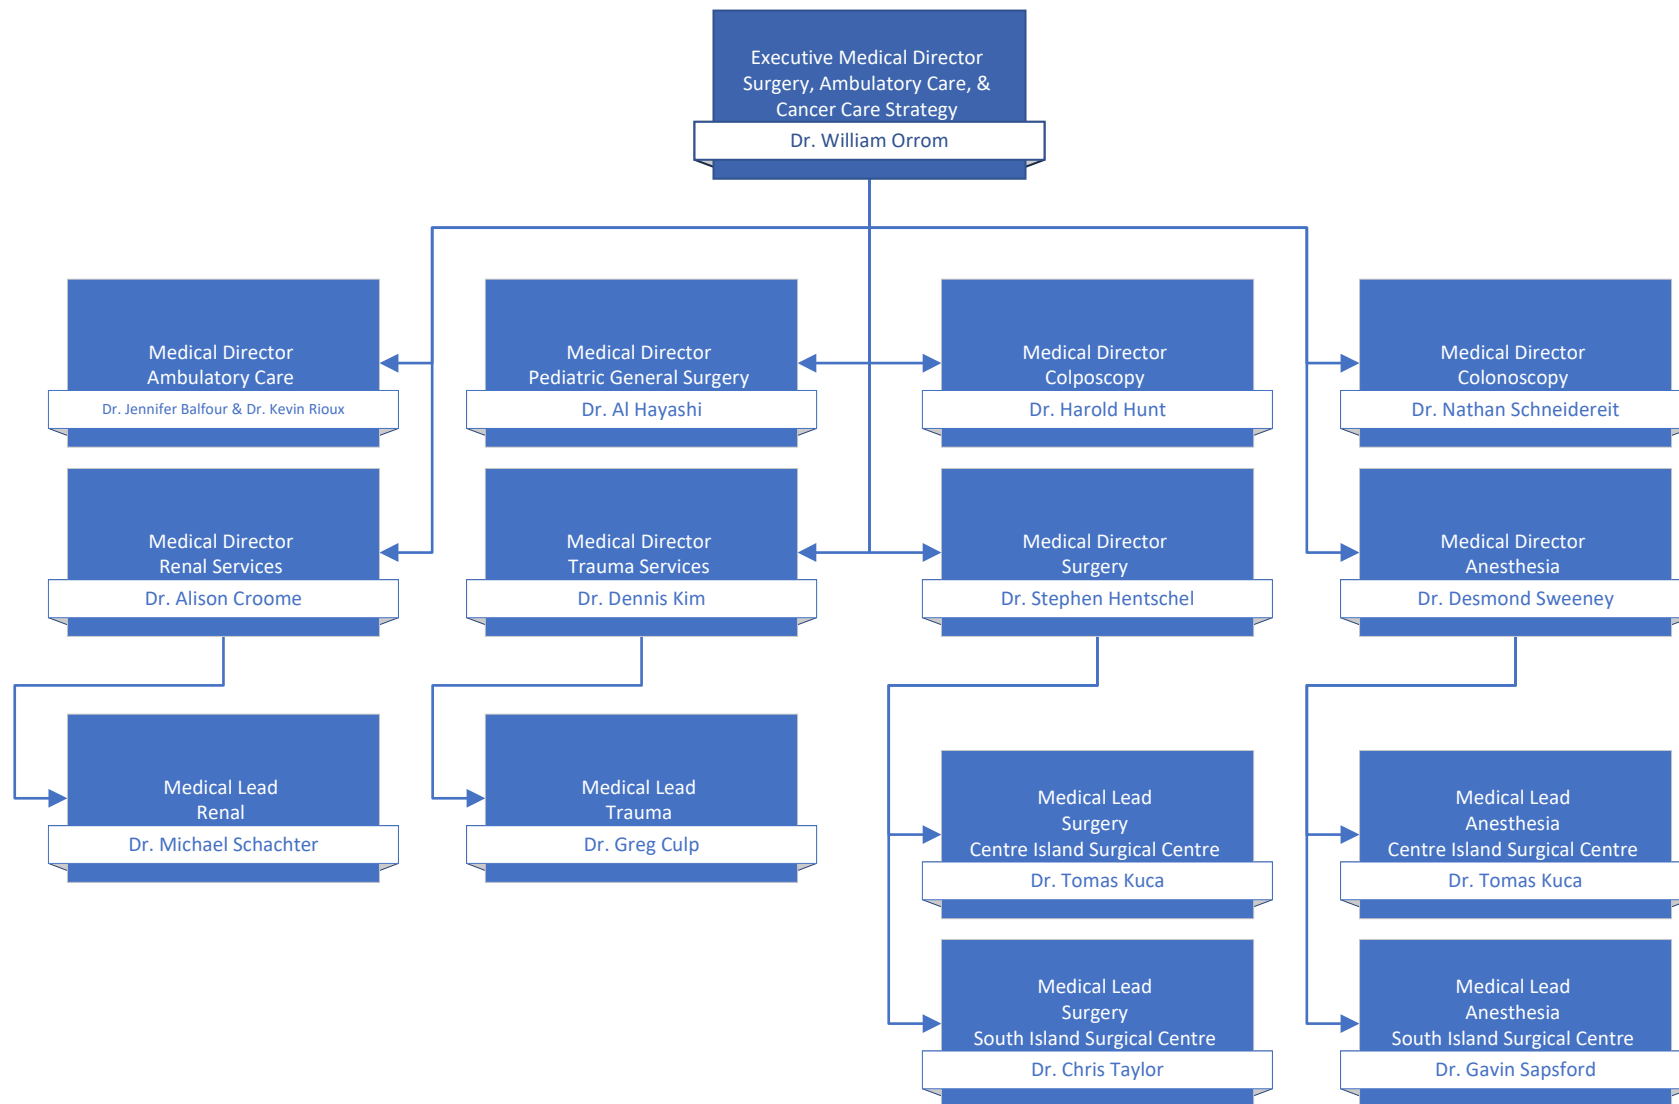 Executive Medical Director
Surgery, Ambulatory Care, &
Cancer Care Strategy
Dr. William Orrom
Medical Director
Ambulatory Care
Dr. Jennifer Balfour & Dr. Kevin Rioux
Medical Director
Pediatric General Surgery
Dr. Al Hayashi
Medical Director
Colposcopy
Dr. Harold Hunt
Medical Director
Colonoscopy
Dr. Nathan Schneidereit
Medical Director
Renal Services
Dr. Alison Croome
Medical Director
Trauma Services
Dr. Dennis Kim
Medical Director
Surgery
Dr. Stephen Hentschel
Medical Director
Anesthesia
Dr. Desmond Sweeney
Medical Lead
Renal
Dr. Michael Schachter
Medical Lead
Trauma
Dr. Greg Culp
Medical Lead
Surgery
Centre Island Surgical Centre
Dr. Tomas Kuca
Medical Lead
Anesthesia
Centre Island Surgical Centre
Dr. Tomas Kuca
Medical Lead
Surgery
South Island Surgical Centre
Dr. Chris Taylor
Medical Lead
Anesthesia
South Island Surgical Centre
Dr. Gavin Sapsford